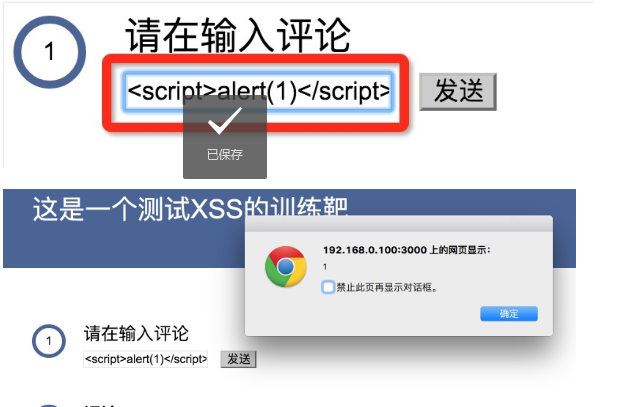 1
请在输入评论
<script>alert(1)</script>
发送
已保存
这是一个测试XSS的训练靶
192.168.0.100:3000 上的网页显示：
1
禁止此页再显示对话框。
确定
1
请在输入评论
<script>alert(1)</script>
发送